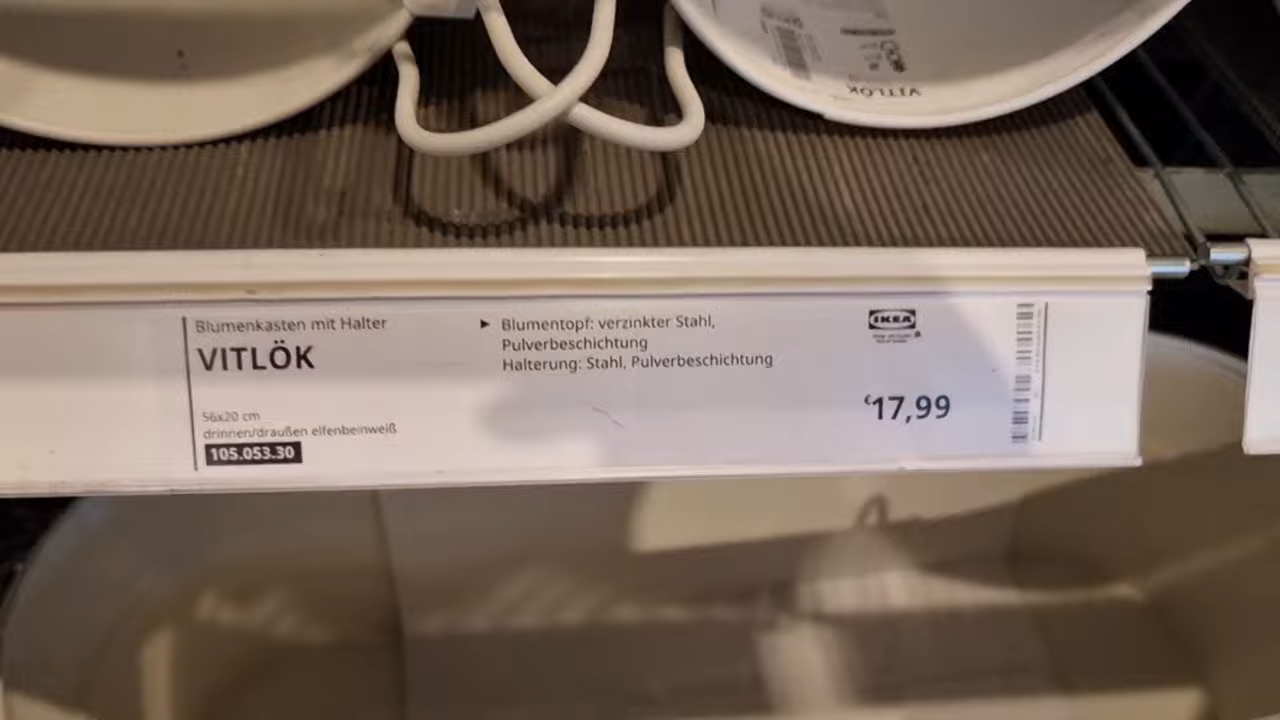 VITLÖK
Blumenkasten mit Halter
VITLÖK
56x20 cm
drinnen/draußen elfenbeinweiß
105.053.30
▶ Blumentopf: verzinkter Stahl,
Pulverbeschichtung
Halterung: Stahl, Pulverbeschichtung
IKEA
€17,99